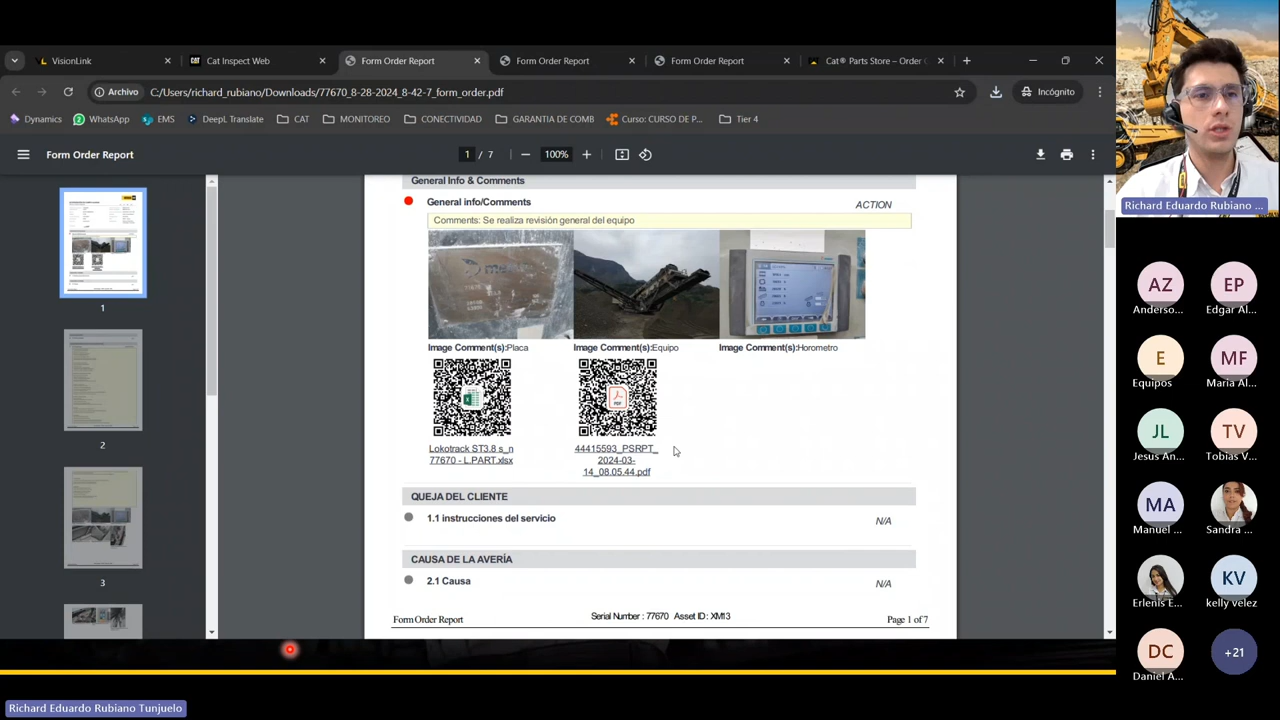 VisionLink
Cat Inspect Web
Form Order Report
Form Order Report
Form Order Report
Cat® Parts Store – Order
Archivo
C:/Users/richard_rubiano/Downloads/77670_8-28-2024_8-42-7_form_order.pdf
Incógnito
Dynamics
WhatsApp
EMS
DeepL Translate
CAT
MONITOREO
CONECTIVIDAD
GARANTIA DE COMB
Curso: CURSO DE P...
Tier 4
Form Order Report
1 / 7
100%
1
2
3
General Info & Comments
General info/Comments
ACTION
Comments: Se realiza revisión general del equipo
Image Comment(s):Placa
Image Comment(s):Equipo
Image Comment(s):Horometro
PDF
Lokotrack ST3.8 s_n
77670 - L.PART.xlsx
44415593_PSRPT_
2024-03-
14_08.05.44.pdf
QUEJA DEL CLIENTE
1.1 instrucciones del servicio
N/A
CAUSA DE LA AVERÍA
2.1 Causa
N/A
Form Order Report
Serial Number : 77670 Asset ID : XM13
Page 1 of 7
Richard Eduardo Rubiano Tunjuelo
Richard Eduardo Rubiano ...
AZ
Anderso...
EP
Edgar Al...
E
Equipos
MF
Maria Al...
JL
Jesus An...
TV
Tobias V...
MA
Manuel ...
Sandra ...
Erlenis E...
KV
kelly velez
DC
Daniel A...
+21